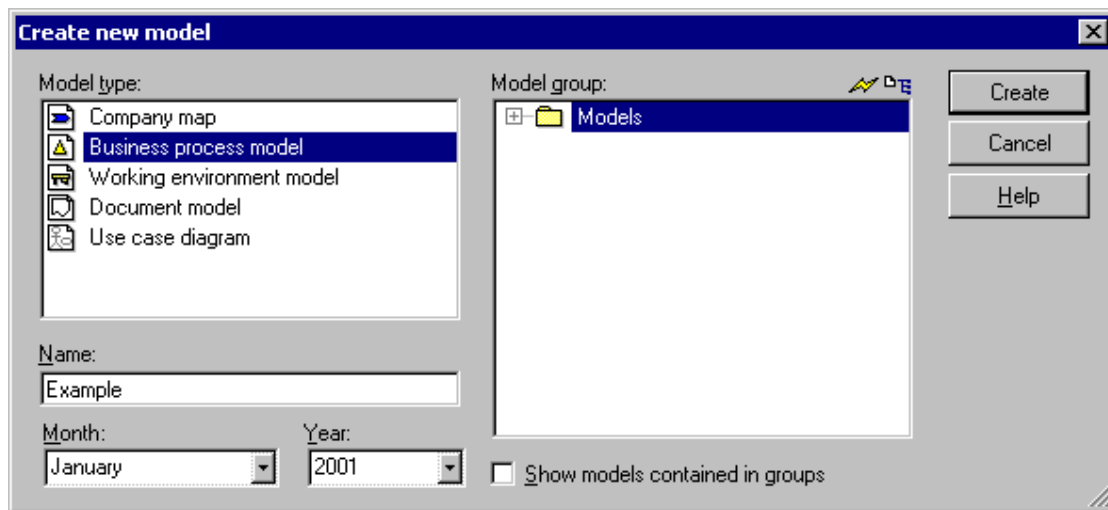 Create new model
Model type:
Company map
Business process model
Working environment model
Document model
Use case diagram
Name:
Example
Month:
January
Year:
2001
Model group:
Models
Show models contained in groups
Create
Cancel
Help